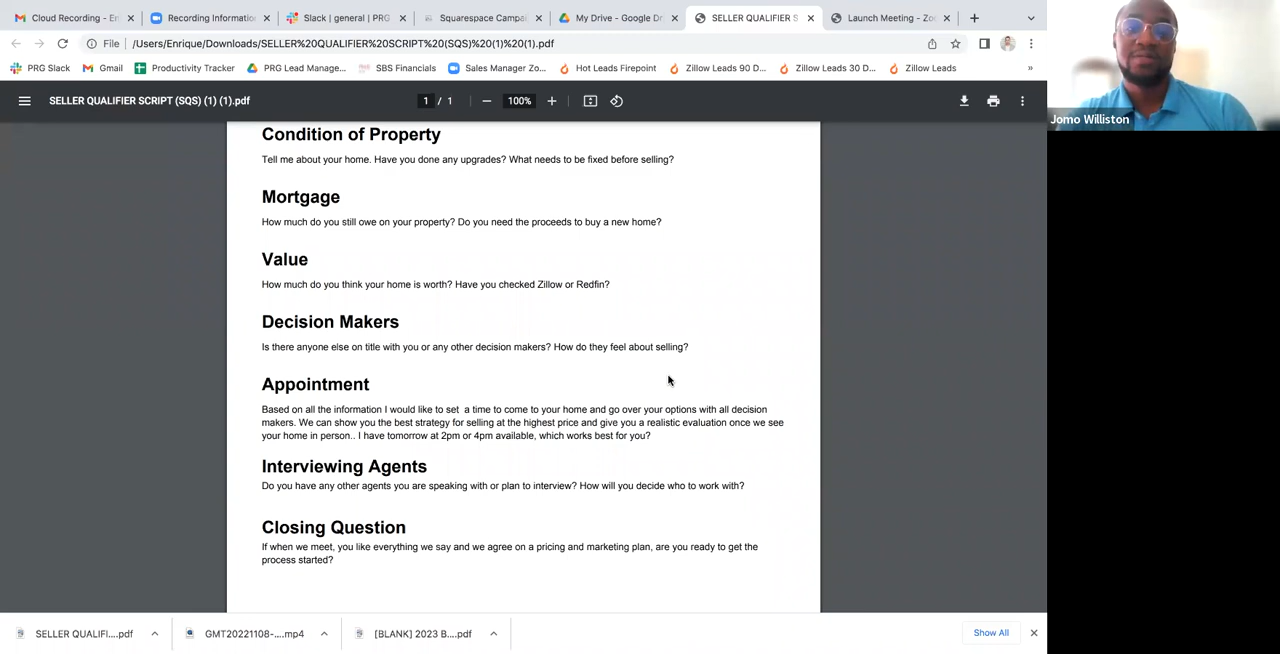 Cloud Recording - En
Recording Informatio
Slack | general | PRG
Squarespace Campai
My Drive - Google Dr
SELLER QUALIFIER S
Launch Meeting - Zoo
File
/Users/Enrique/Downloads/SELLER%20QUALIFIER%20SCRIPT%20(SQS)%20(1)%20(1).pdf
PRG Slack
Gmail
Productivity Tracker
PRG Lead Manage...
SBS Financials
Sales Manager Zo...
Hot Leads Firepoint
Zillow Leads 90 D...
Zillow Leads 30 D...
Zillow Leads
»
SELLER QUALIFIER SCRIPT (SQS) (1) (1).pdf
1 / 1
100%
Jomo Williston
Condition of Property
Tell me about your home. Have you done any upgrades? What needs to be fixed before selling?
Mortgage
How much do you still owe on your property? Do you need the proceeds to buy a new home?
Value
How much do you think your home is worth? Have you checked Zillow or Redfin?
Decision Makers
Is there anyone else on title with you or any other decision makers? How do they feel about selling?
Appointment
Based on all the information I would like to set  a time to come to your home and go over your options with all decision
makers. We can show you the best strategy for selling at the highest price and give you a realistic evaluation once we see
your home in person.. I have tomorrow at 2pm or 4pm available, which works best for you?
Interviewing Agents
Do you have any other agents you are speaking with or plan to interview? How will you decide who to work with?
Closing Question
If when we meet, you like everything we say and we agree on a pricing and marketing plan, are you ready to get the
process started?
SELLER QUALIFI....pdf
GMT20221108-....mp4
[BLANK] 2023 B....pdf
Show All